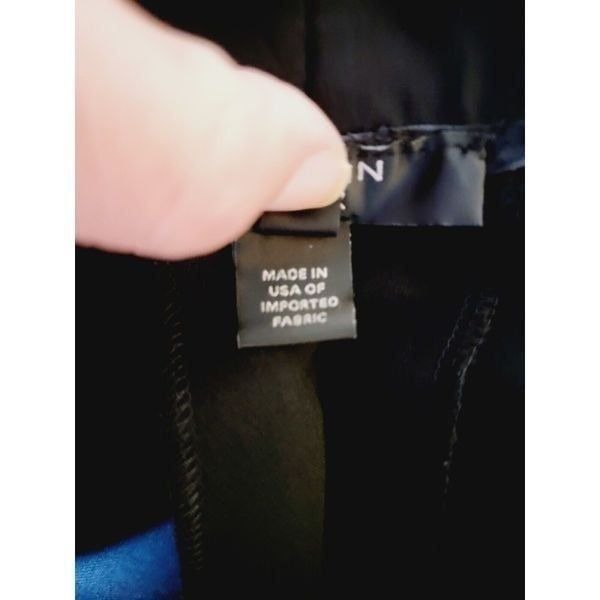 N
MADE IN
USA OF
IMPORTED
FABRIC